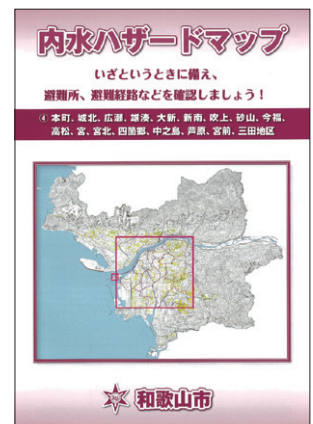 内水ハザードマップ
いざというときに備え、
避難所、避難経路などを確認しましょう！
④ 本町、城北、広瀬、雄湊、大新、新南、吹上、砂山、今福、
高松、宮、宮北、四箇郷、中之島、芦原、宮前、三田地区
和歌山市